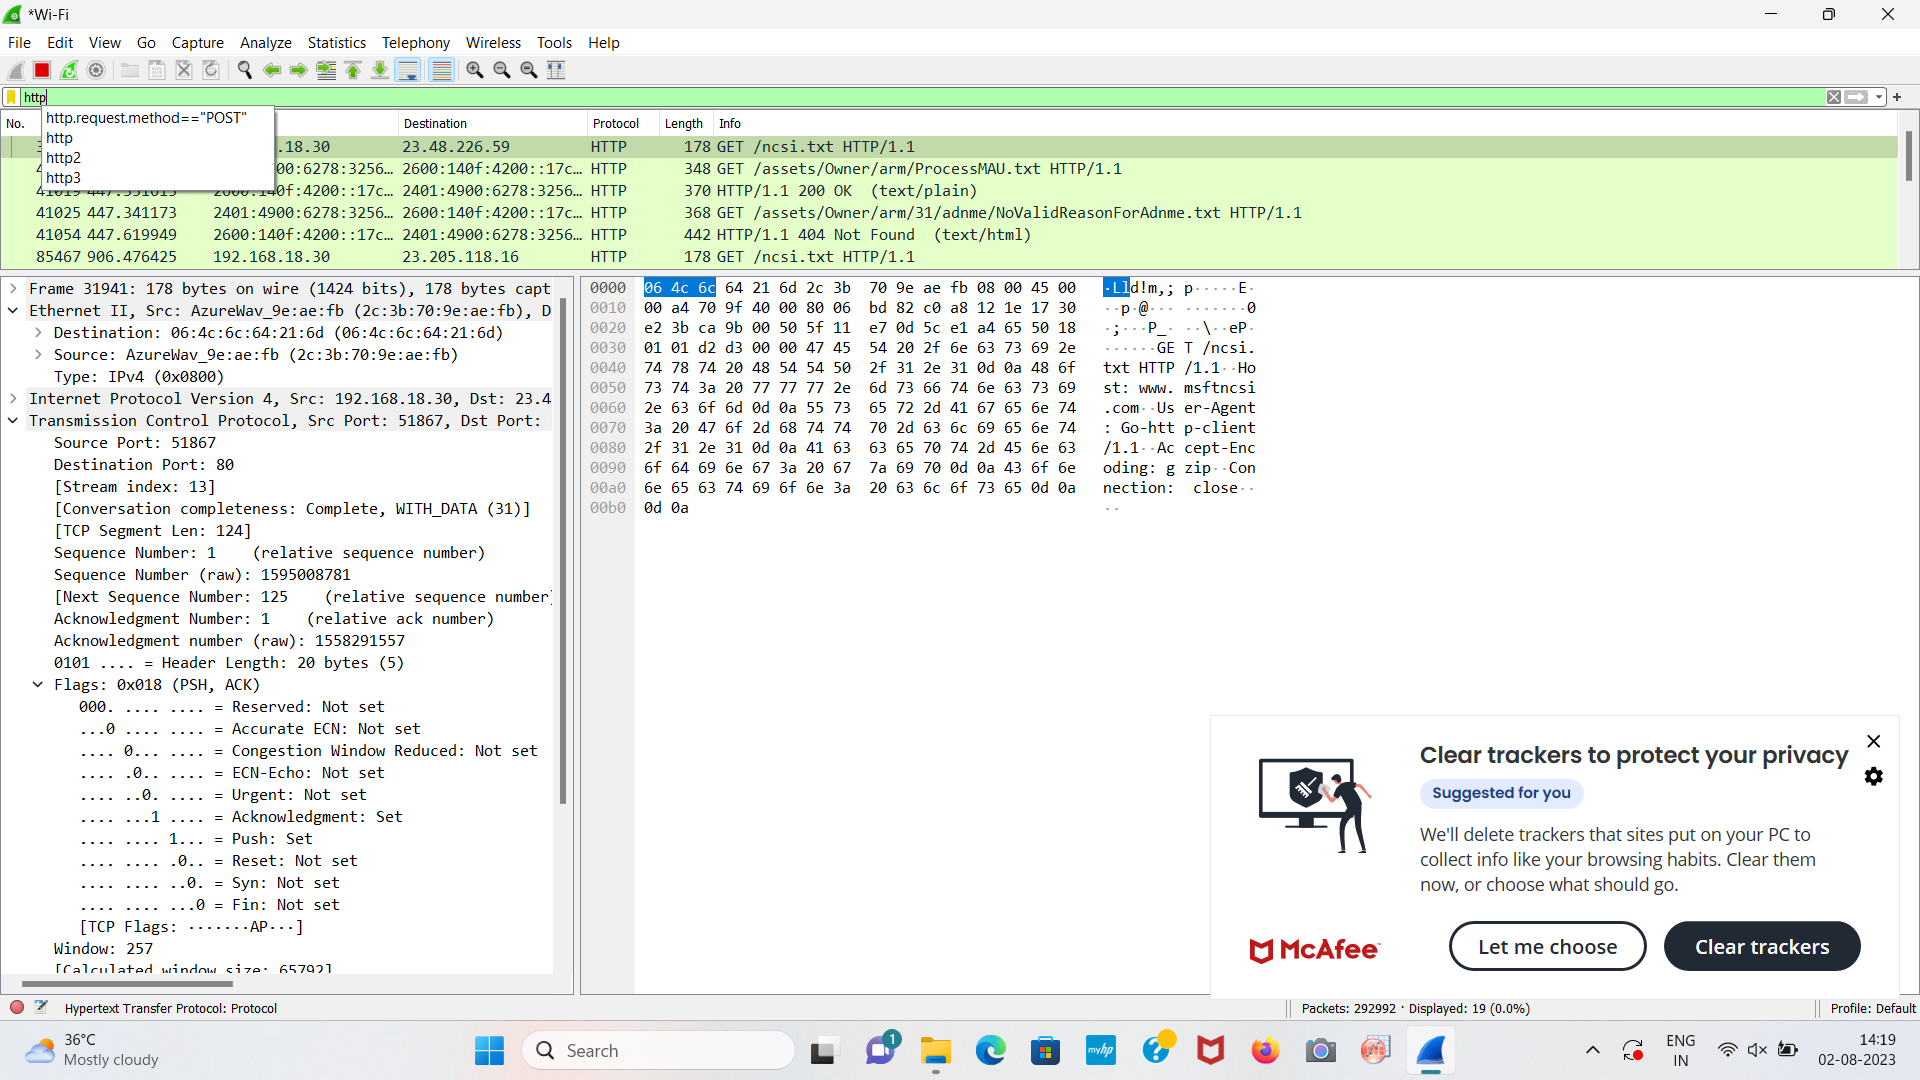 *Wi-Fi
File Edit View Go Capture Analyze Statistics Telephony Wireless Tools Help
http
http.request.method=="POST"
http
http2
http3
No. Destination Protocol Length Info
.18.30 23.48.226.59 HTTP 178 GET /ncsi.txt HTTP/1.1
00:6278:3256… 2600:140f:4200::17c… HTTP 348 GET /assets/Owner/arm/ProcessMAU.txt HTTP/1.1
2401:4900:6278:3256… HTTP 370 HTTP/1.1 200 OK (text/plain)
41025 447.341173 2401:4900:6278:3256… 2600:140f:4200::17c… HTTP 368 GET /assets/Owner/arm/31/adnme/NoValidReasonForAdnme.txt HTTP/1.1
41054 447.619949 2600:140f:4200::17c… 2401:4900:6278:3256… HTTP 442 HTTP/1.1 404 Not Found (text/html)
85467 906.476425 192.168.18.30 23.205.118.16 HTTP 178 GET /ncsi.txt HTTP/1.1
Frame 31941: 178 bytes on wire (1424 bits), 178 bytes capt
Ethernet II, Src: AzureWav_9e:ae:fb (2c:3b:70:9e:ae:fb), D
Destination: 06:4c:6c:64:21:6d (06:4c:6c:64:21:6d)
Source: AzureWav_9e:ae:fb (2c:3b:70:9e:ae:fb)
Type: IPv4 (0x0800)
Internet Protocol Version 4, Src: 192.168.18.30, Dst: 23.4
Transmission Control Protocol, Src Port: 51867, Dst Port:
Source Port: 51867
Destination Port: 80
[Stream index: 13]
[Conversation completeness: Complete, WITH_DATA (31)]
[TCP Segment Len: 124]
Sequence Number: 1 (relative sequence number)
Sequence Number (raw): 1595008781
[Next Sequence Number: 125 (relative sequence number)
Acknowledgment Number: 1 (relative ack number)
Acknowledgment number (raw): 1558291557
0101 .... = Header Length: 20 bytes (5)
Flags: 0x018 (PSH, ACK)
000. .... .... = Reserved: Not set
...0 .... .... = Accurate ECN: Not set
.... 0... .... = Congestion Window Reduced: Not set
.... .0.. .... = ECN-Echo: Not set
.... ..0. .... = Urgent: Not set
.... ...1 .... = Acknowledgment: Set
.... .... 1... = Push: Set
.... .... .0.. = Reset: Not set
.... .... ..0. = Syn: Not set
.... .... ...0 = Fin: Not set
[TCP Flags: ·······AP···]
Window: 257
[Calculated window size: 65792]
0000 06 4c 6c 64 21 6d 2c 3b 70 9e ae fb 08 00 45 00 ·Lld!m,; p·····E·
0010 00 a4 70 9f 40 00 80 06 bd 82 c0 a8 12 1e 17 30 ··p·@··· ·······0
0020 e2 3b ca 9b 00 50 5f 11 e7 0d 5c e1 a4 65 50 18 ·;···P_· ··\··eP·
0030 01 01 d2 d3 00 00 47 45 54 20 2f 6e 63 73 69 2e ······GE T /ncsi.
0040 74 78 74 20 48 54 54 50 2f 31 2e 31 0d 0a 48 6f txt HTTP /1.1··Ho
0050 73 74 3a 20 77 77 77 2e 6d 73 66 74 6e 63 73 69 st: www. msftncsi
0060 2e 63 6f 6d 0d 0a 55 73 65 72 2d 41 67 65 6e 74 .com··Us er-Agent
0070 3a 20 47 6f 2d 68 74 74 70 2d 63 6c 69 65 6e 74 : Go-htt p-client
0080 2f 31 2e 31 0d 0a 41 63 63 65 70 74 2d 45 6e 63 /1.1··Ac cept-Enc
0090 6f 64 69 6e 67 3a 20 67 7a 69 70 0d 0a 43 6f 6e oding: g zip··Con
00a0 6e 65 63 74 69 6f 6e 3a 20 63 6c 6f 73 65 0d 0a nection: close··
00b0 0d 0a ··
Clear trackers to protect your privacy
Suggested for you
We'll delete trackers that sites put on your PC to
collect info like your browsing habits. Clear them
now, or choose what should go.
McAfee
Let me choose
Clear trackers
Hypertext Transfer Protocol: Protocol
Packets: 292992 · Displayed: 19 (0.0%)
Profile: Default
36°C
Mostly cloudy
Search
1
myhp
ENG
IN
14:19
02-08-2023